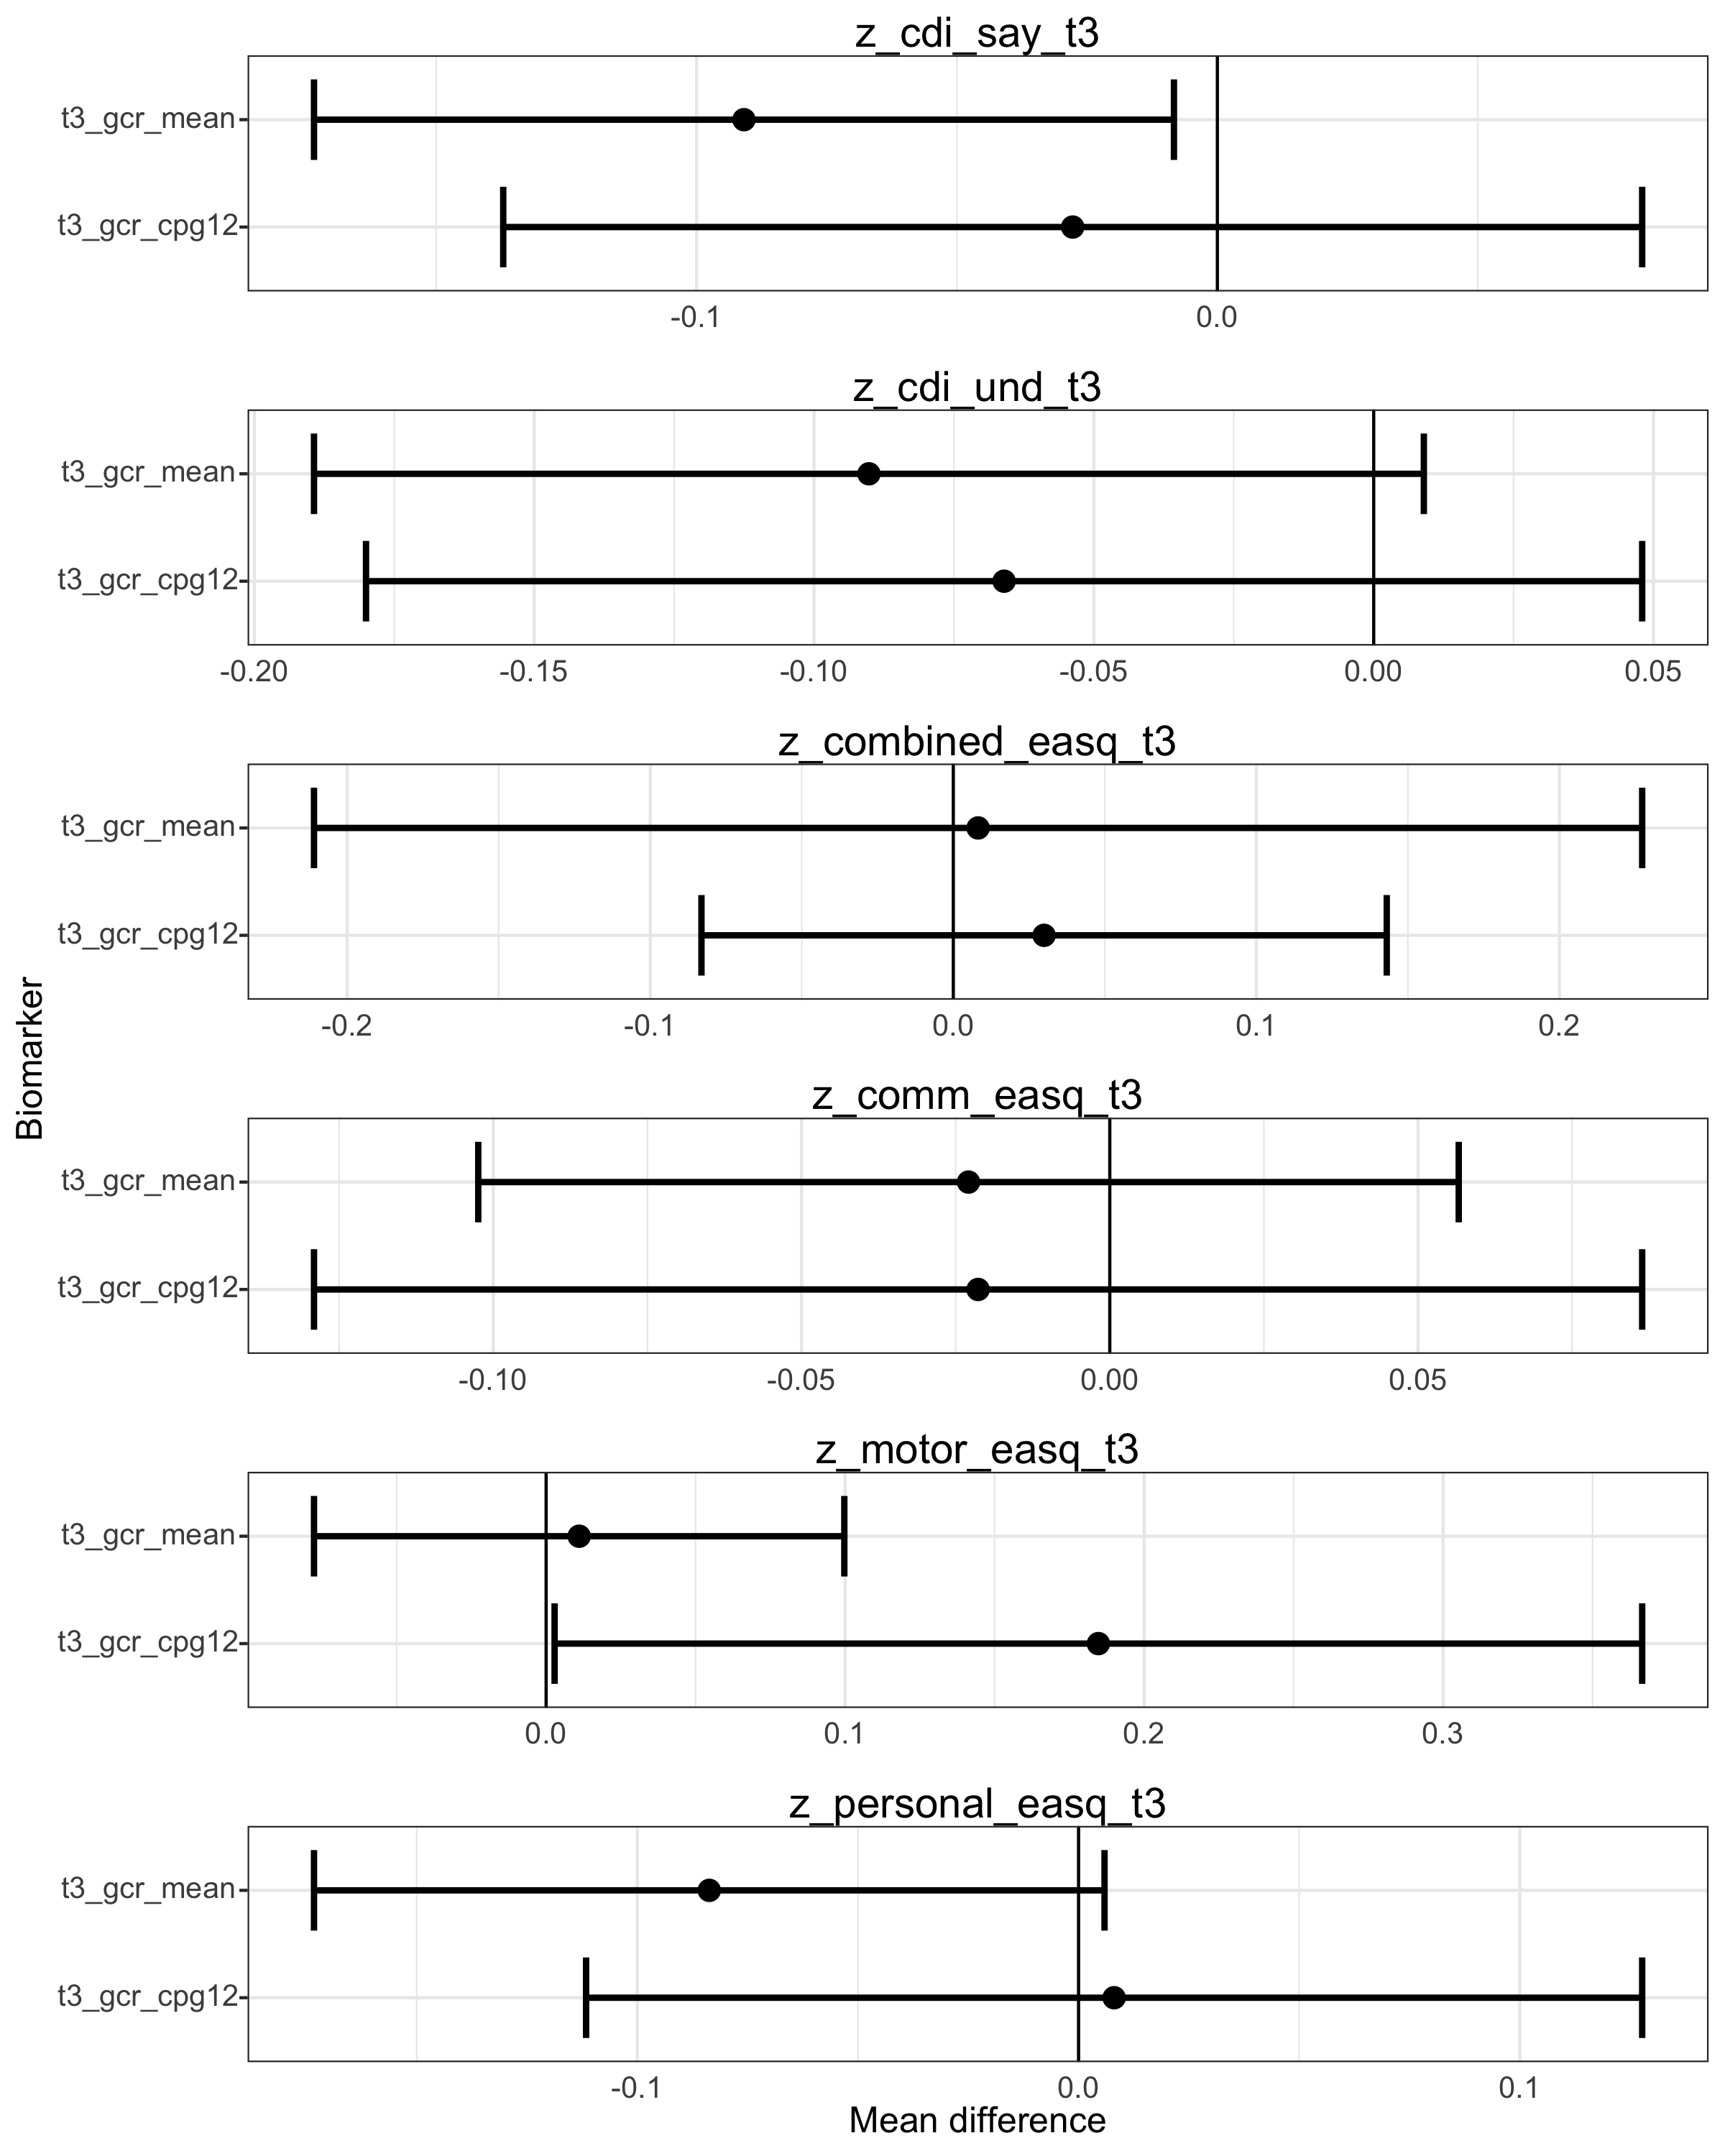 z_cdi_say_t3
t3_gcr_mean
t3_gcr_cpg12
-0.1 0.0
z_cdi_und_t3
t3_gcr_mean
t3_gcr_cpg12
-0.20 -0.15 -0.10 -0.05 0.00 0.05
z_combined_easq_t3
t3_gcr_mean
t3_gcr_cpg12
-0.2 -0.1 0.0 0.1 0.2
Biomarker
z_comm_easq_t3
t3_gcr_mean
t3_gcr_cpg12
-0.10 -0.05 0.00 0.05
z_motor_easq_t3
t3_gcr_mean
t3_gcr_cpg12
0.0 0.1 0.2 0.3
z_personal_easq_t3
t3_gcr_mean
t3_gcr_cpg12
-0.1 0.0 0.1
Mean difference